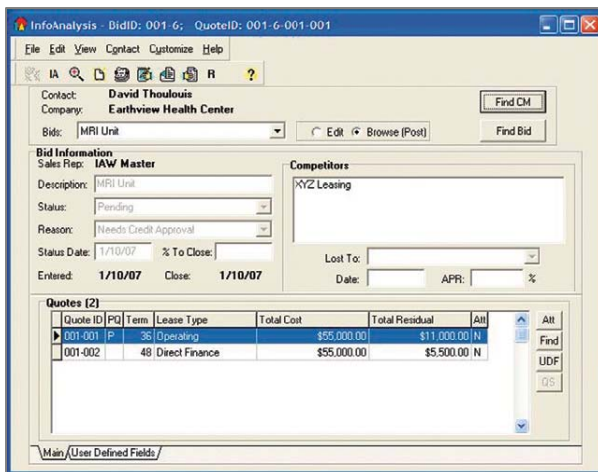 InfoAnalysis - BidID: 001-6;   QuoteID: 001-6-001-001
File Edit View Contact Customize Help
IA R ?
Contact: David Thoulouis
Company: Earthview Health Center
Find CM
Bids: MRI Unit Edit Browse (Post) Find Bid
Bid Information
Sales Rep: IAW Master
Description: MRI Unit
Status: Pending
Reason: Needs Credit Approval
Status Date: 1/10/07 % To Close:
Entered: 1/10/07 Close: 1/10/07
Competitors
XYZ Leasing
Lost To:
Date: APR: %
Quotes (2)
Quote ID PQ Term Lease Type Total Cost Total Residual Att
001-001 P 36 Operating $55,000.00 $11,000.00 N
001-002 48 Direct Finance $55,000.00 $5,500.00 N
Att
Find
UDF
QS
Main User Defined Fields